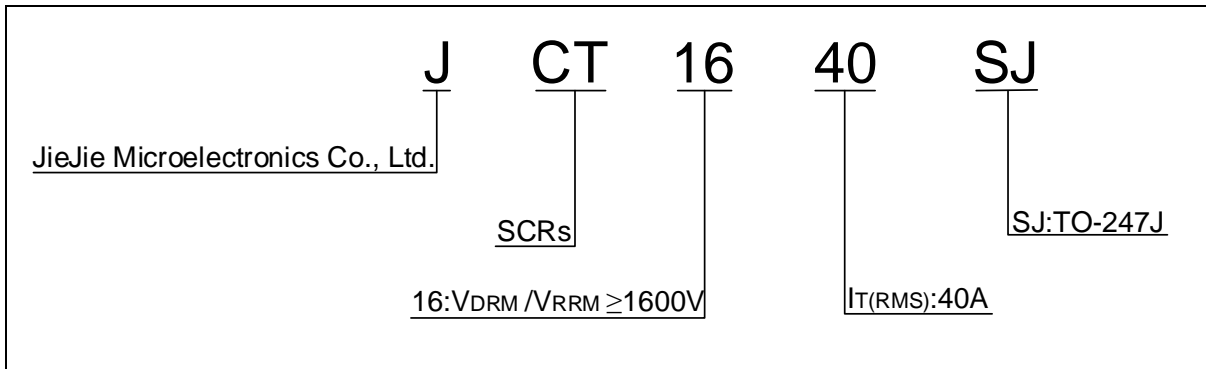 J CT 16 40 SJ
JieJie Microelectronics Co., Ltd.
SCRs
SJ:TO-247J
16:VDRM /VRRM ≥1600V
IT(RMS):40A